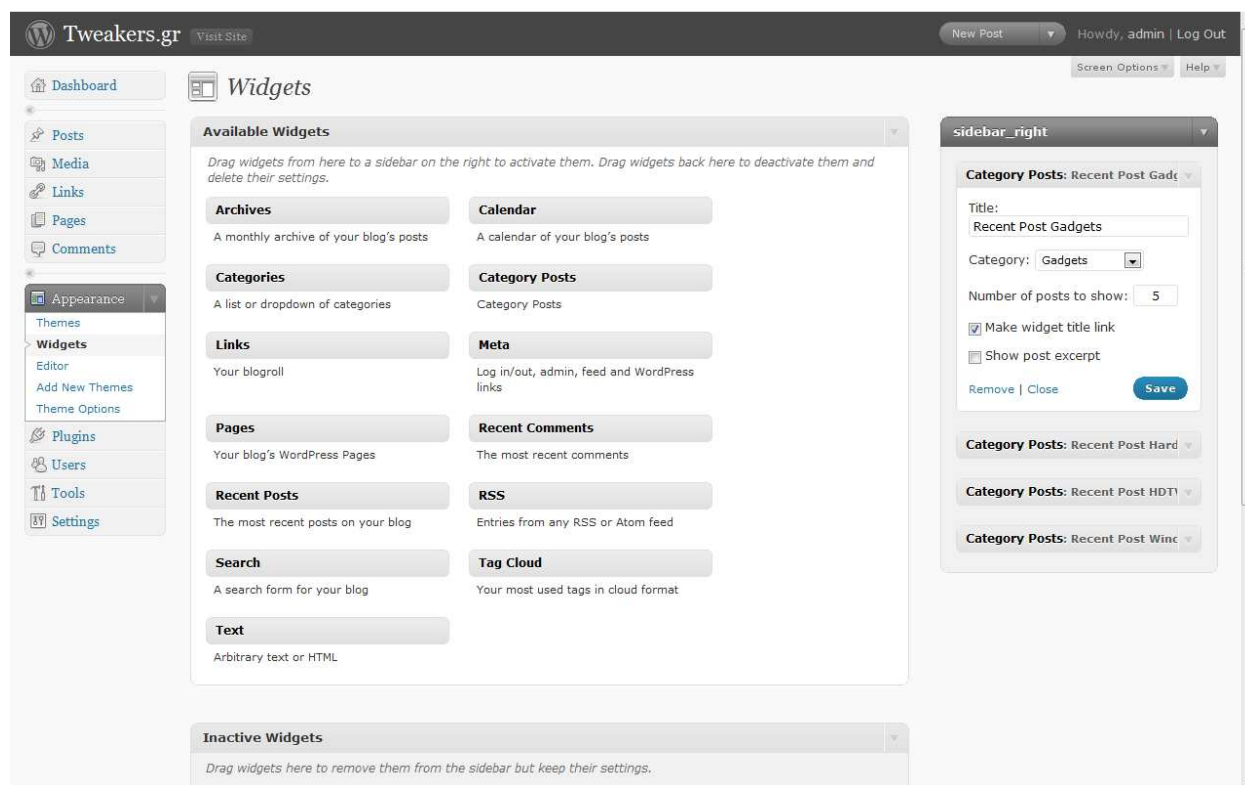 Tweakers.gr Visit Site
New Post Howdy, admin | Log Out
Screen Options Help
Dashboard
Posts
Media
Links
Pages
Comments
Appearance
Themes
Widgets
Editor
Add New Themes
Theme Options
Plugins
Users
Tools
Settings
Widgets
Available Widgets
Drag widgets from here to a sidebar on the right to activate them. Drag widgets back here to deactivate them and
delete their settings.
Archives
A monthly archive of your blog's posts
Calendar
A calendar of your blog's posts
Categories
A list or dropdown of categories
Category Posts
Category Posts
Links
Your blogroll
Meta
Log in/out, admin, feed and WordPress
links
Pages
Your blog's WordPress Pages
Recent Comments
The most recent comments
Recent Posts
The most recent posts on your blog
RSS
Entries from any RSS or Atom feed
Search
A search form for your blog
Tag Cloud
Your most used tags in cloud format
Text
Arbitrary text or HTML
Inactive Widgets
Drag widgets here to remove them from the sidebar but keep their settings.
sidebar_right
Category Posts: Recent Post Gadg
Title:
Recent Post Gadgets
Category: Gadgets
Number of posts to show: 5
Make widget title link
Show post excerpt
Remove | Close Save
Category Posts: Recent Post Hard
Category Posts: Recent Post HDTV
Category Posts: Recent Post Wind